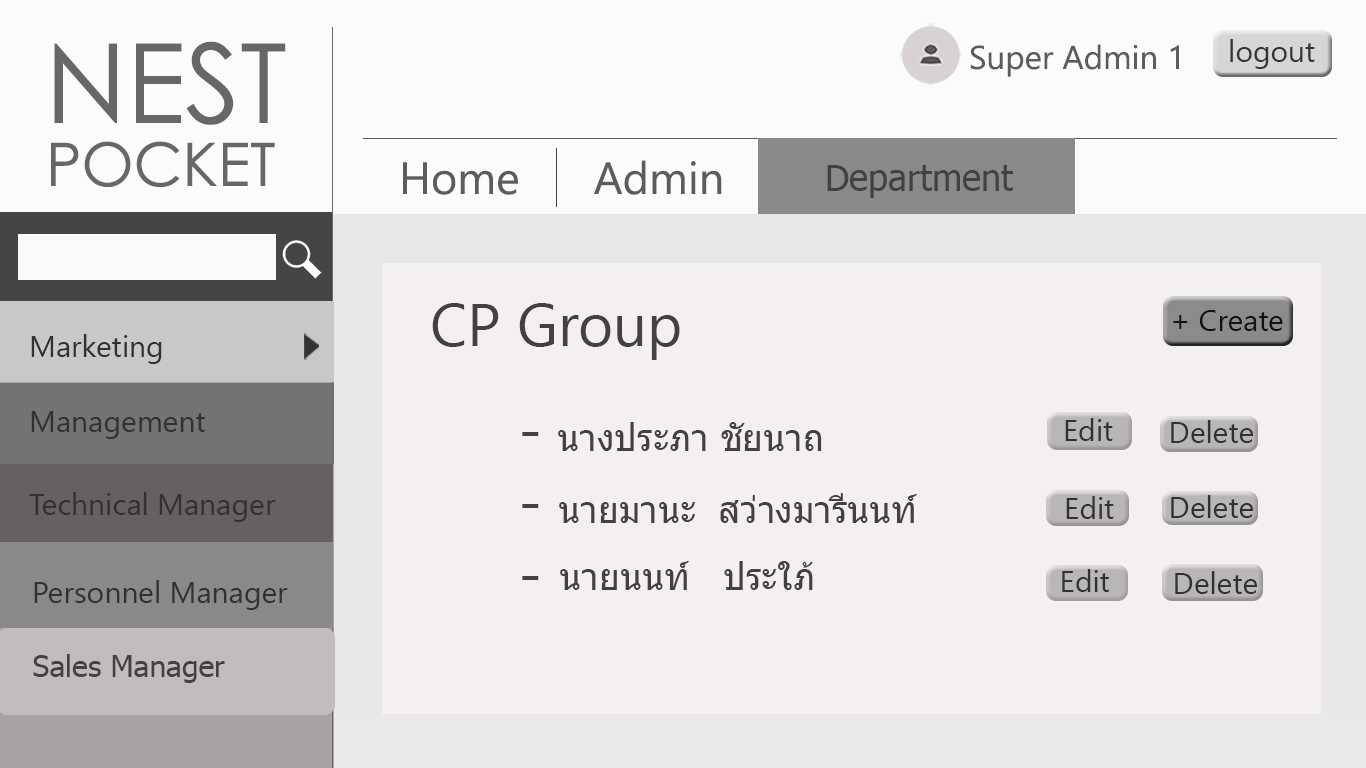 NEST
POCKET
Super Admin 1
logout
Home
Admin
Department
Marketing
Management
Technical Manager
Personnel Manager
Sales Manager
CP Group
+ Create
- นางประภา ชัยนาถ
Edit
Delete
- นายมานะ สว่างมารีนนท์
Edit
Delete
- นายนนท์ ประใภ้
Edit
Delete